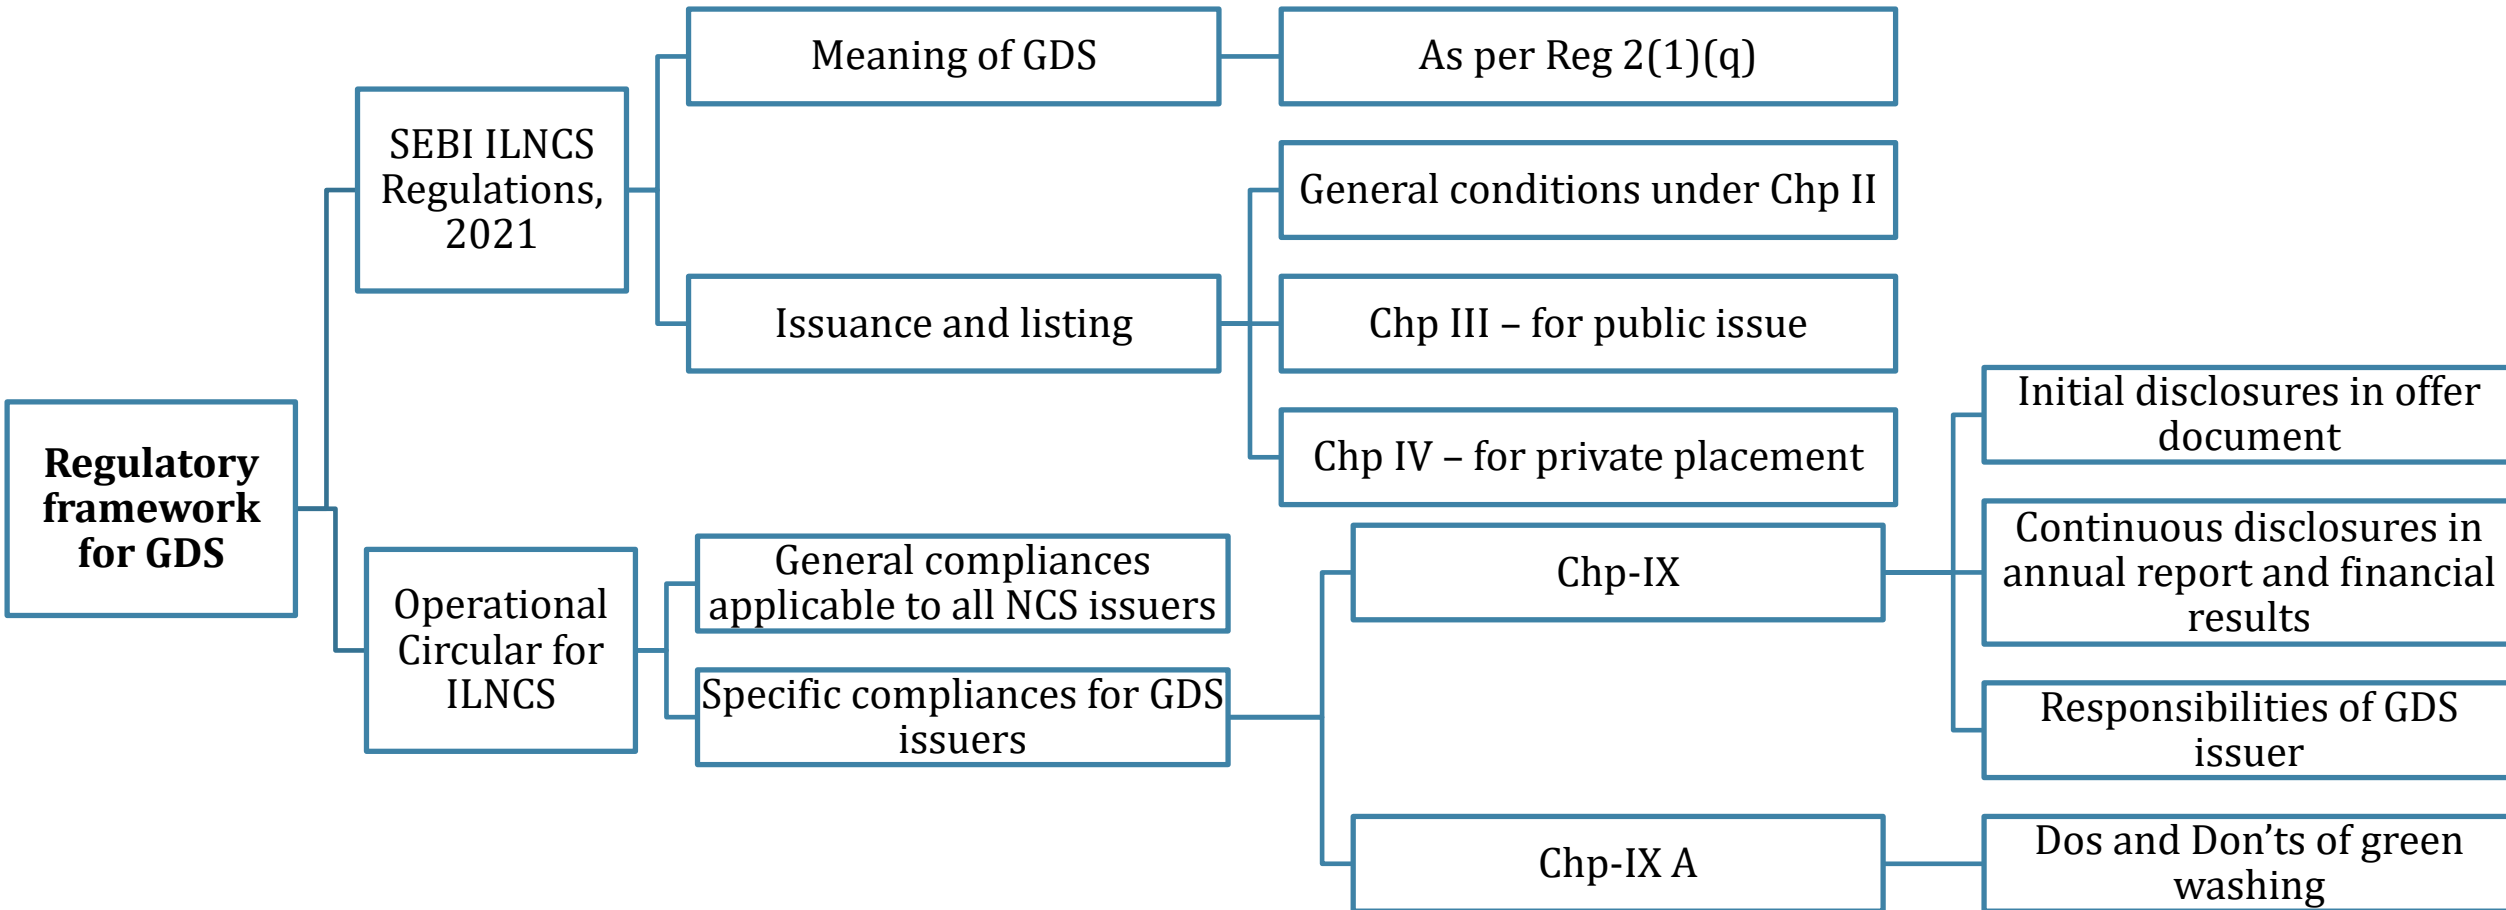 Regulatory
framework
for GDS
SEBI ILNCS
Regulations,
2021
Meaning of GDS
As per Reg 2(1)(q)
Issuance and listing
General conditions under Chp II
Chp III – for public issue
Chp IV – for private placement
Operational
Circular for
ILNCS
General compliances
applicable to all NCS issuers
Specific compliances for GDS
issuers
Chp-IX
Initial disclosures in offer
document
Continuous disclosures in
annual report and financial
results
Responsibilities of GDS
issuer
Chp-IX A
Dos and Don’ts of green
washing